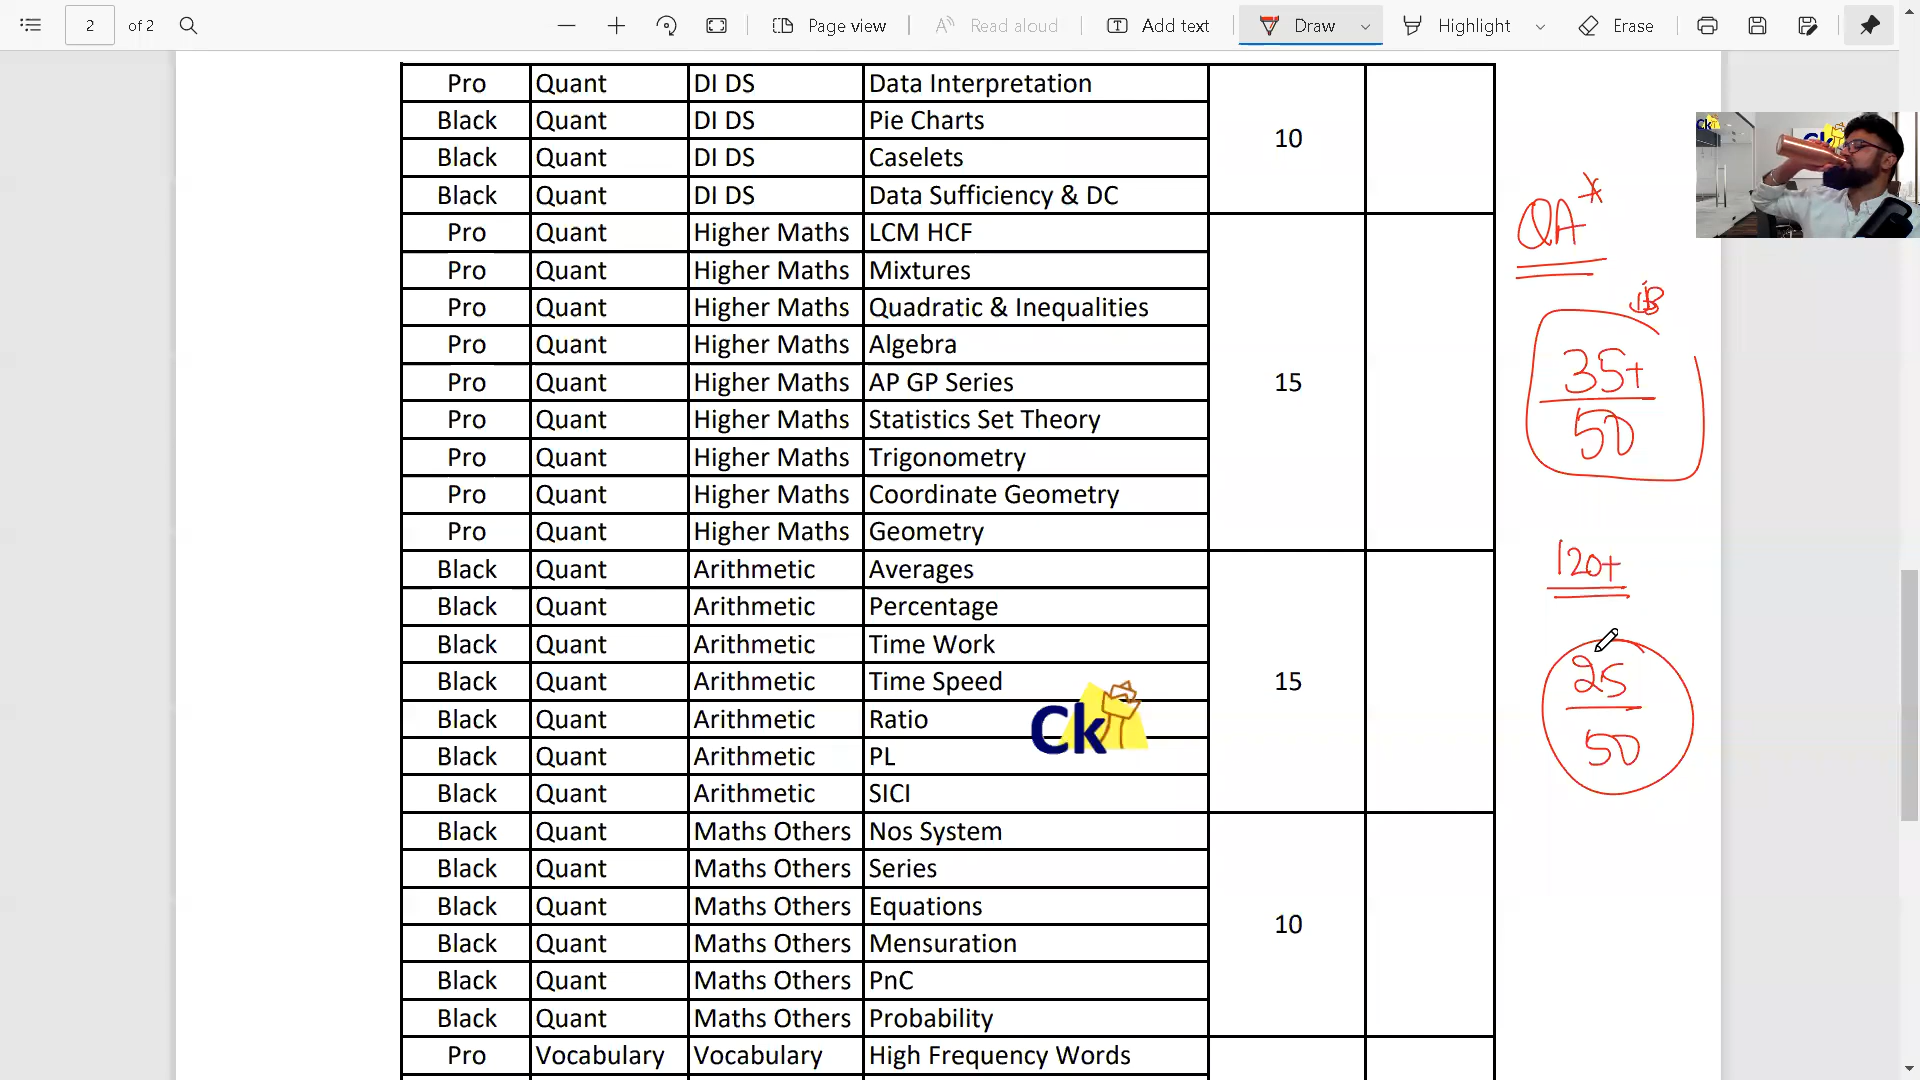 2 of 2 Page view Read aloud Add text Draw Highlight Erase
Pro Quant DI DS Data Interpretation
Black Quant DI DS Pie Charts
10
Black Quant DI DS Caselets
Black Quant DI DS Data Sufficiency & DC
Pro Quant Higher Maths LCM HCF
Pro Quant Higher Maths Mixtures
Pro Quant Higher Maths Quadratic & Inequalities
Pro Quant Higher Maths Algebra
Pro Quant Higher Maths AP GP Series 15
Pro Quant Higher Maths Statistics Set Theory
Pro Quant Higher Maths Trigonometry
Pro Quant Higher Maths Coordinate Geometry
Pro Quant Higher Maths Geometry
Black Quant Arithmetic Averages
Black Quant Arithmetic Percentage
Black Quant Arithmetic Time Work
Black Quant Arithmetic Time Speed 15
Black Quant Arithmetic Ratio
Black Quant Arithmetic PL
Black Quant Arithmetic SICI
Black Quant Maths Others Nos System
Black Quant Maths Others Series
Black Quant Maths Others Equations
10
Black Quant Maths Others Mensuration
Black Quant Maths Others PnC
Black Quant Maths Others Probability
Pro Vocabulary Vocabulary High Frequency Words
Ck
QA*
35+
50
120+
25
50
Ck
Ck